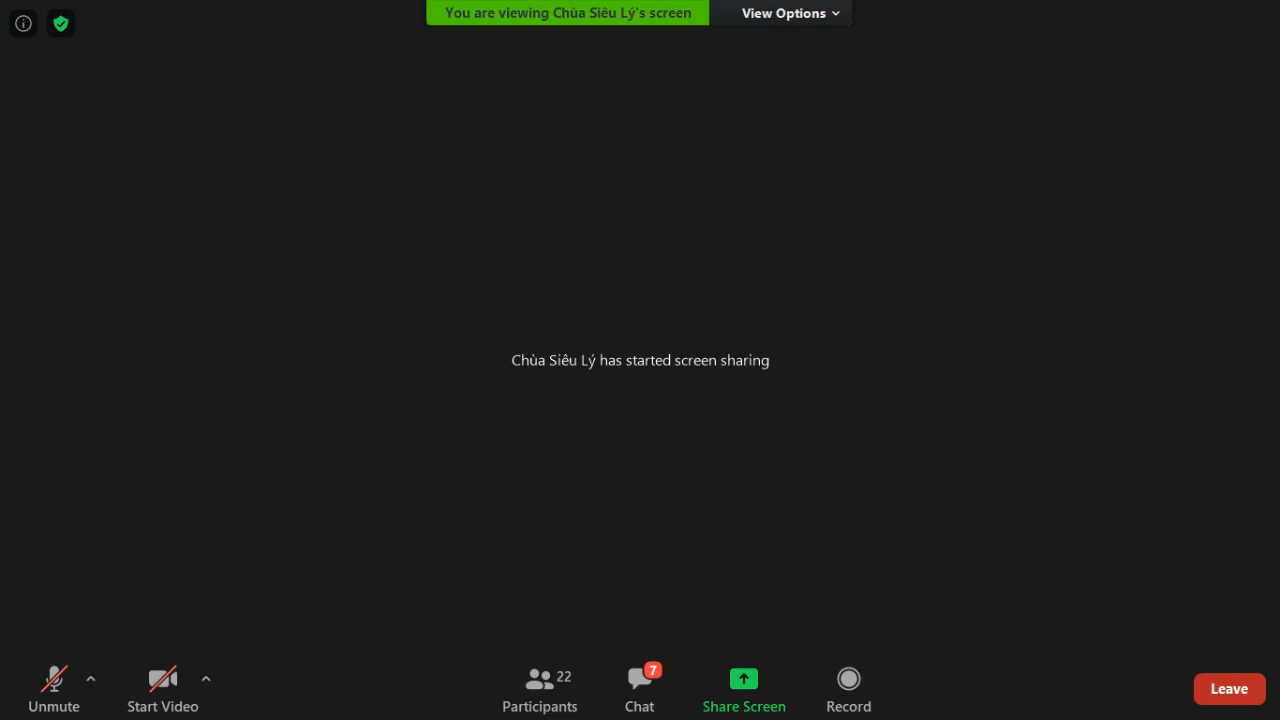 You are viewing Chùa Siêu Lý's screen
View Options
Chùa Siêu Lý has started screen sharing
22
7
Unmute
Start Video
Participants
Chat
Share Screen
Record
Leave